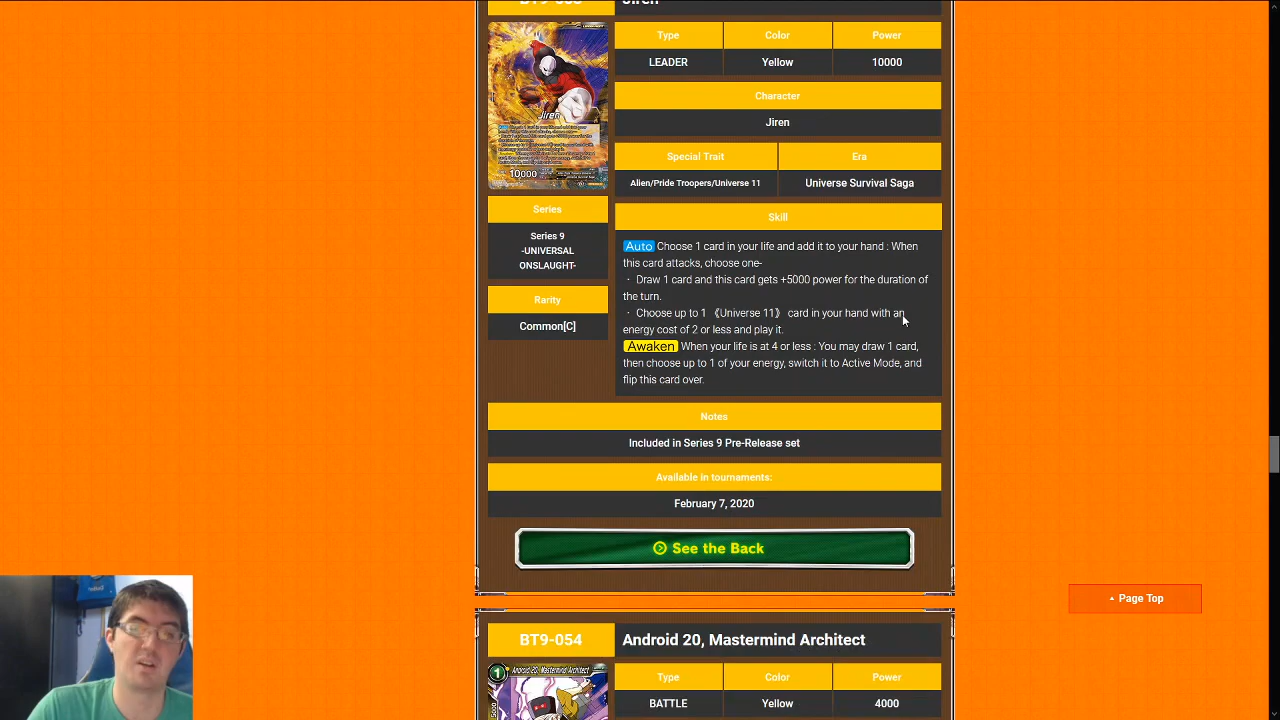 Type
Color
Power
LEADER
Yellow
10000
Character
Jiren
Jiren
10000
Special Trait
Era
Alien/Pride Troopers/Universe 11
Universe Survival Saga
Series
Skill
Series 9
-UNIVERSAL
ONSLAUGHT-
Auto Choose 1 card in your life and add it to your hand : When
this card attacks, choose one-
・ Draw 1 card and this card gets +5000 power for the duration of
the turn.
・ Choose up to 1 《Universe 11》 card in your hand with an
energy cost of 2 or less and play it.
Awaken When your life is at 4 or less : You may draw 1 card,
then choose up to 1 of your energy, switch it to Active Mode, and
flip this card over.
Rarity
Common[C]
Notes
Included in Series 9 Pre-Release set
Available in tournaments:
February 7, 2020
See the Back
Page Top
BT9-054
Android 20, Mastermind Architect
1
Android 20, Mastermind Architect
Type
Color
Power
BATTLE
Yellow
4000